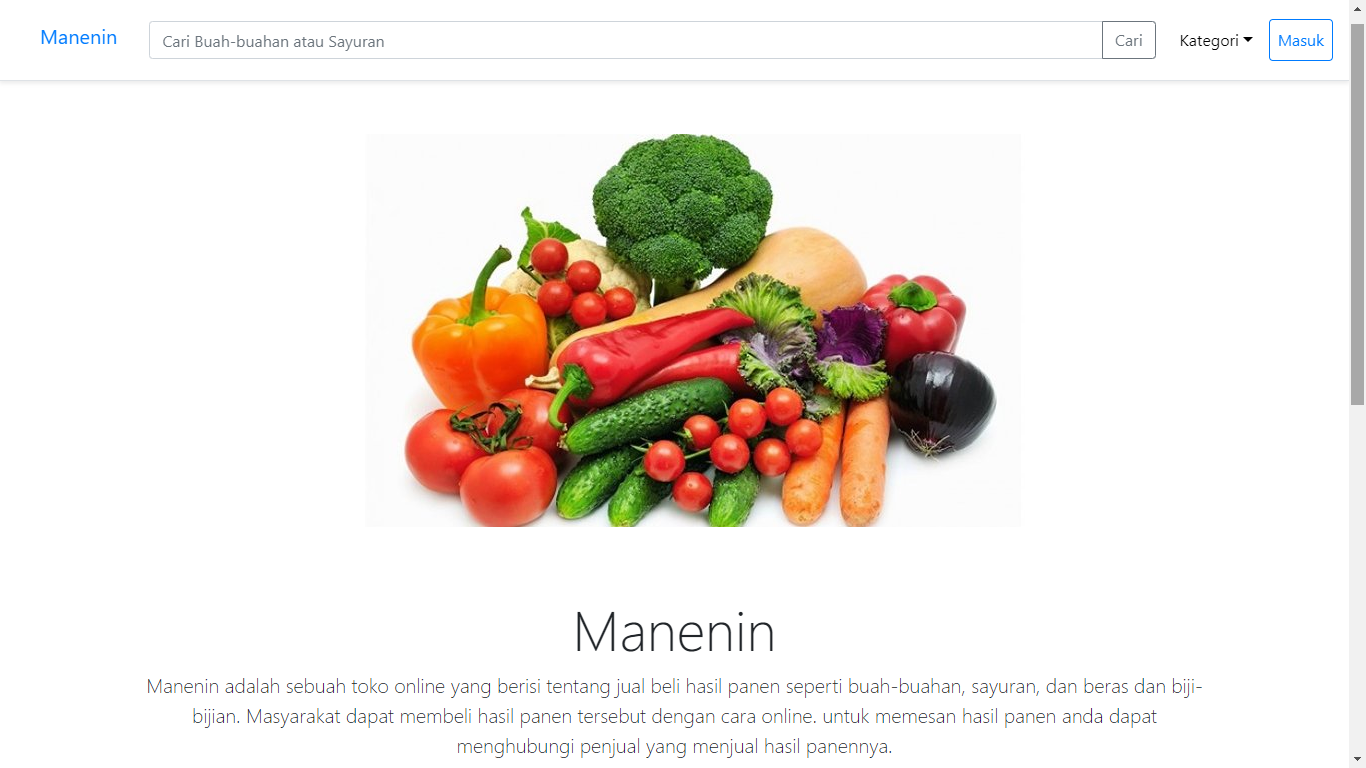 Manenin
Cari Buah-buahan atau Sayuran
Cari
Kategori
Masuk
Manenin
Manenin adalah sebuah toko online yang berisi tentang jual beli hasil panen seperti buah-buahan, sayuran, dan beras dan biji-
bijian. Masyarakat dapat membeli hasil panen tersebut dengan cara online. untuk memesan hasil panen anda dapat
menghubungi penjual yang menjual hasil panennya.